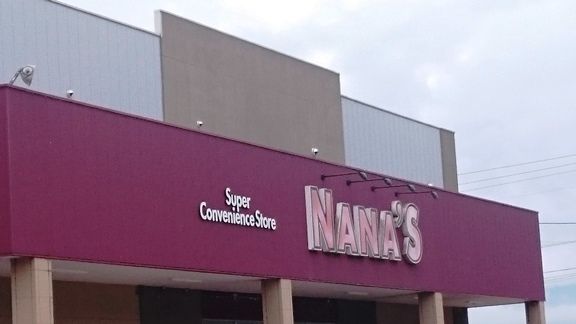 Super
Convenience Store
NANA'S